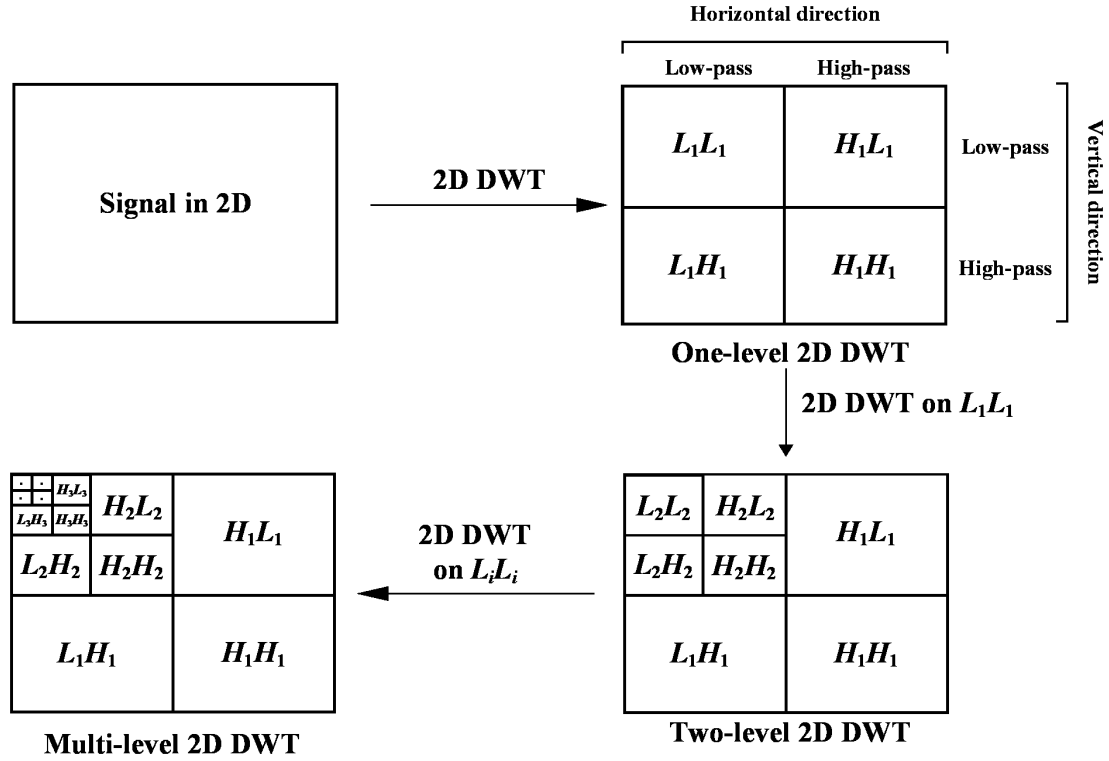 Horizontal direction
Low-pass High-pass
Signal in 2D
2D DWT
L₁L₁ H₁L₁ Low-pass
L₁H₁ H₁H₁ High-pass
Vertical direction
One-level 2D DWT
2D DWT on L₁L₁
H₃L₃
L₃H₃ H₃H₃
H₂L₂
L₂H₂ H₂H₂
H₁L₁
L₁H₁ H₁H₁
Multi-level 2D DWT
2D DWT
on LᵢLᵢ
L₂L₂ H₂L₂
L₂H₂ H₂H₂
H₁L₁
L₁H₁ H₁H₁
Two-level 2D DWT